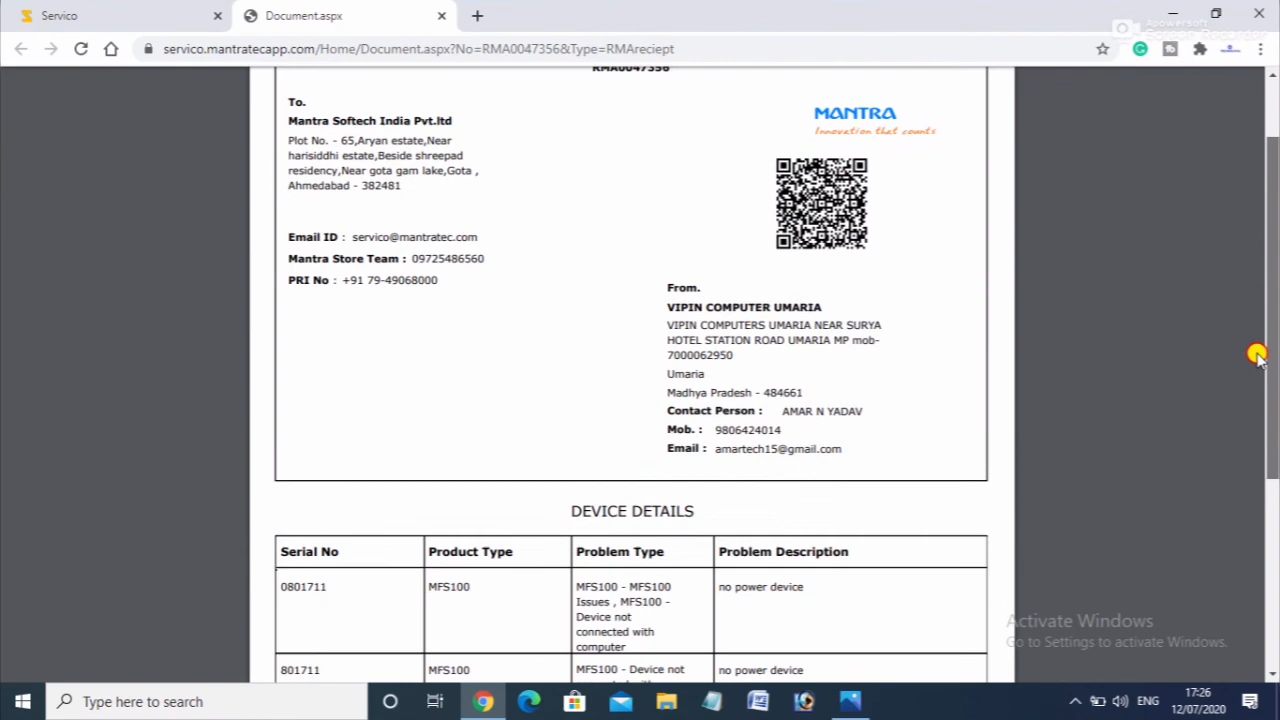 Servico
Document.aspx
Apowersoft
Screen Recorder
servico.mantratecapp.com/Home/Document.aspx?No=RMA0047356&Type=RMAreciept
RMA0047356
To.
Mantra Softech India Pvt.ltd
Plot No. - 65,Aryan estate,Near
harisiddhi estate,Beside shreepad
residency,Near gota gam lake,Gota ,
Ahmedabad - 382481
MANTRA
Innovation that counts
Email ID : servico@mantratec.com
Mantra Store Team : 09725486560
PRI No : +91 79-49068000
From.
VIPIN COMPUTER UMARIA
VIPIN COMPUTERS UMARIA NEAR SURYA
HOTEL STATION ROAD UMARIA MP mob-
7000062950
Umaria
Madhya Pradesh - 484661
Contact Person : AMAR N YADAV
Mob. : 9806424014
Email : amartech15@gmail.com
DEVICE DETAILS
Serial No Product Type Problem Type Problem Description
0801711 MFS100 MFS100 - MFS100 no power device
Issues , MFS100 -
Device not
connected with
computer
801711 MFS100 MFS100 - Device not no power device
Activate Windows
Go to Settings to activate Windows.
Type here to search
ENG
17:26
12/07/2020